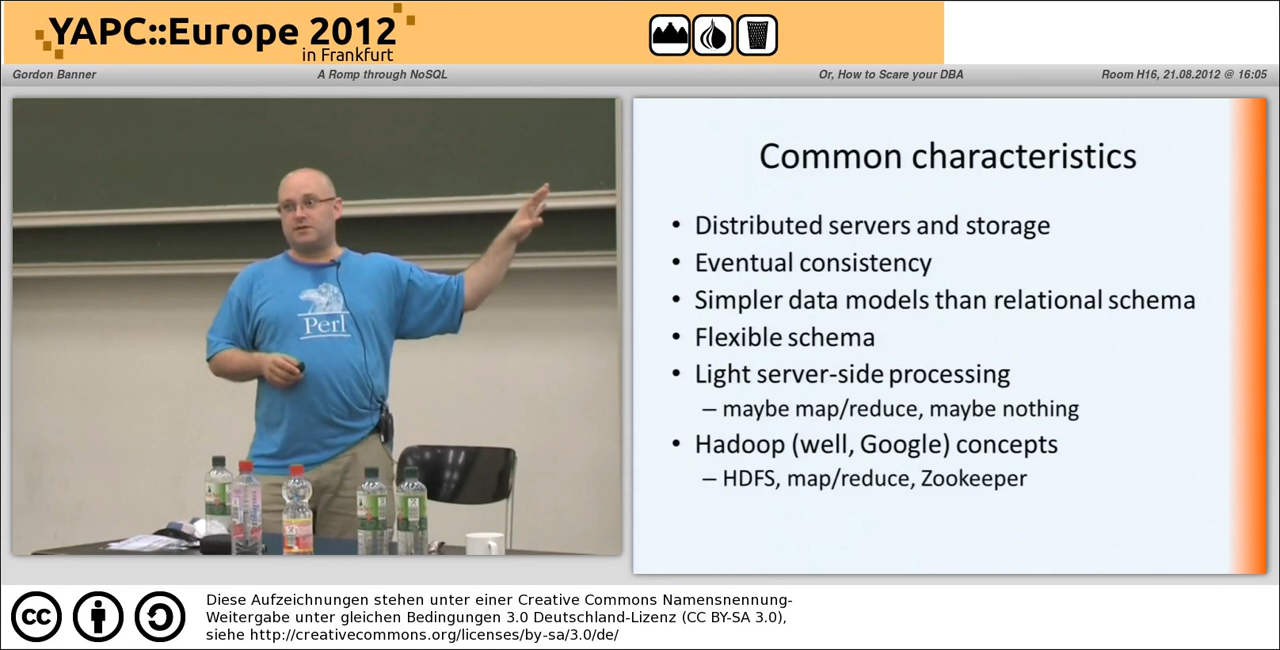 YAPC::Europe 2012
in Frankfurt
Gordon Banner
A Romp through NoSQL
Or, How to Scare your DBA
Room H16, 21.08.2012 @ 16:05
Perl
Common characteristics
• Distributed servers and storage
• Eventual consistency
• Simpler data models than relational schema
• Flexible schema
• Light server-side processing
– maybe map/reduce, maybe nothing
• Hadoop (well, Google) concepts
– HDFS, map/reduce, Zookeeper
cc
Diese Aufzeichnungen stehen unter einer Creative Commons Namensnennung-
Weitergabe unter gleichen Bedingungen 3.0 Deutschland-Lizenz (CC BY-SA 3.0),
siehe http://creativecommons.org/licenses/by-sa/3.0/de/